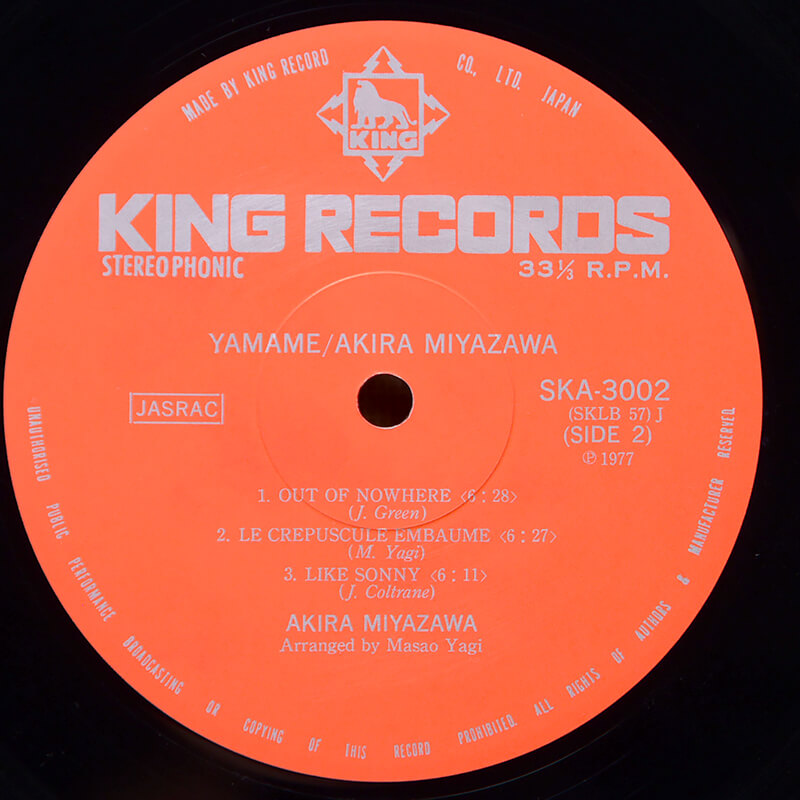 MADE BY KING RECORD CO., LTD. JAPAN
KING
KING RECORDS
STEREOPHONIC
33⅓ R.P.M.
YAMAME/AKIRA MIYAZAWA
JASRAC
SKA-3002
(SKLB 57) J
(SIDE 2)
℗ 1977
1. OUT OF NOWHERE <6 : 28>
(J. Green)
2. LE CREPUSCULE EMBAUME <6 : 27>
(M. Yagi)
3. LIKE SONNY <6 : 11>
(J. Coltrane)
AKIRA MIYAZAWA
Arranged by Masao Yagi
UNAUTHORISED PUBLIC PERFORMANCE BROADCASTING OR COPYING OF THIS RECORD PROHIBITED. ALL RIGHTS OF AUTHORS & MANUFACTURER RESERVED.